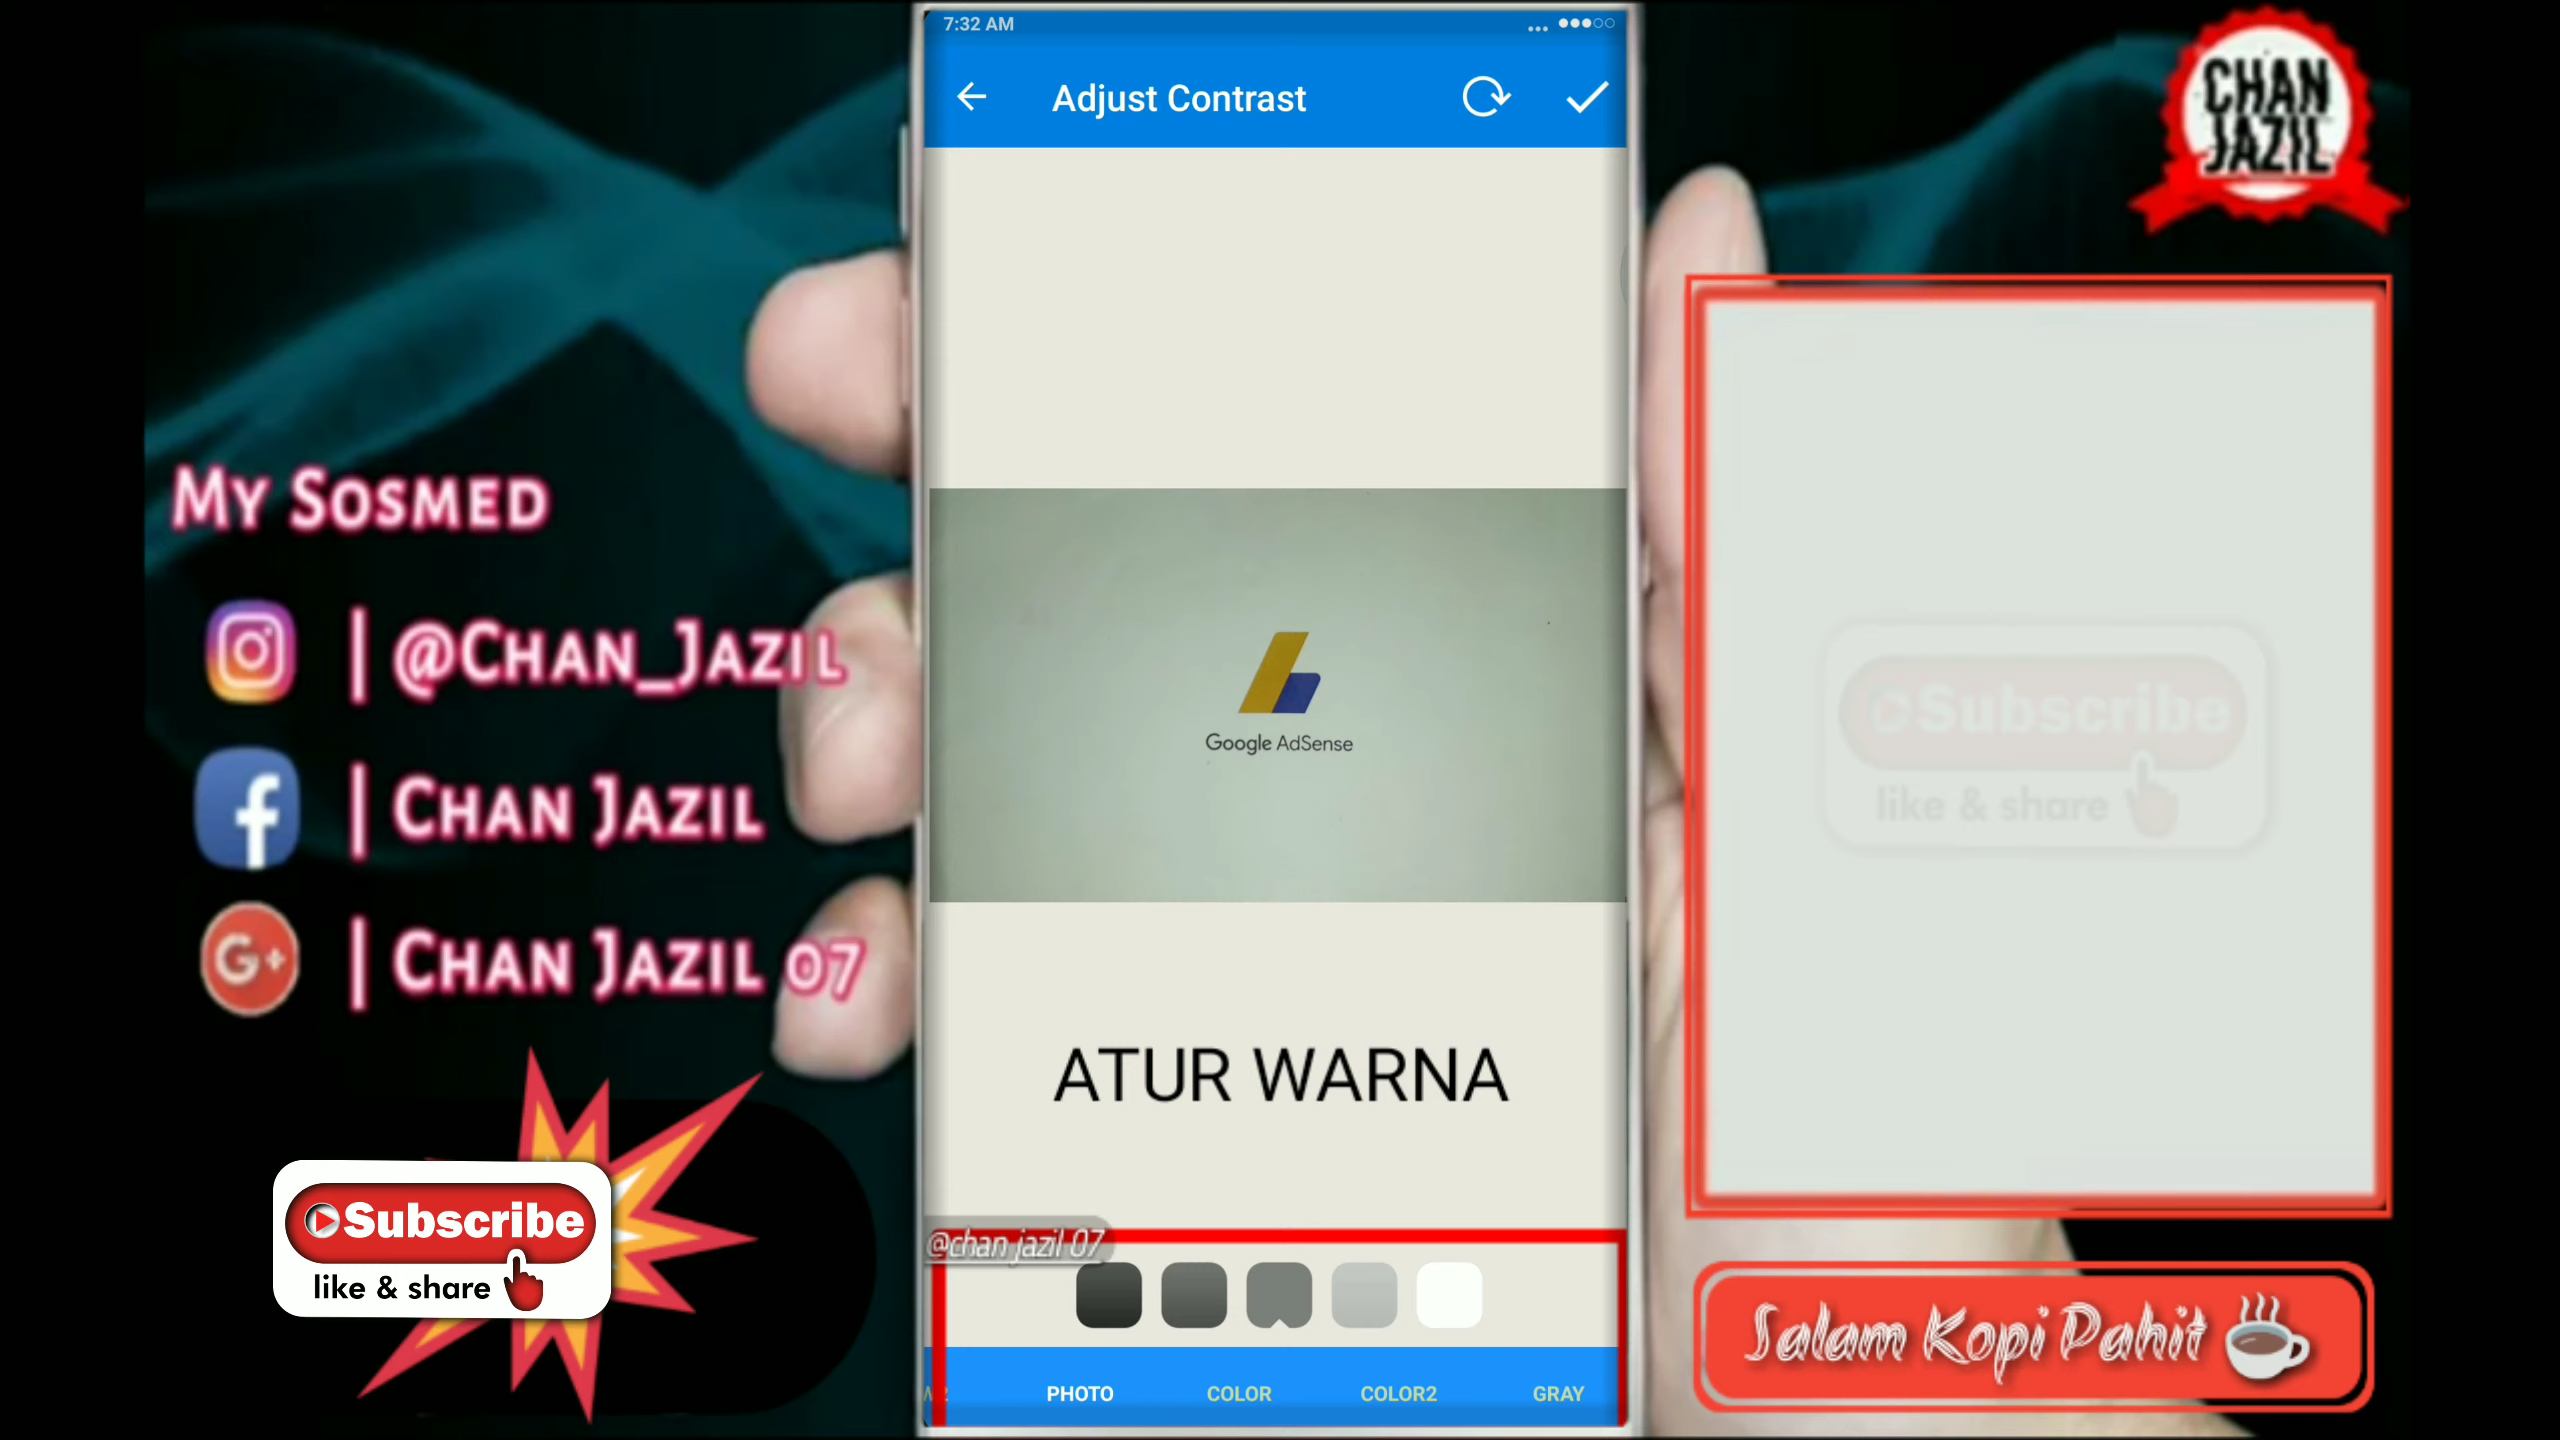 7:32 AM
Adjust Contrast
CHAN
JAZIL
My Sosmed
| @Chan_Jazil
| Chan Jazil
G+ | Chan Jazil 07
Google AdSense
Subscribe
like & share
ATUR WARNA
@chan jazil 07
Subscribe
like & share
PHOTO
COLOR
COLOR2
GRAY
Salam Kopi Pahit